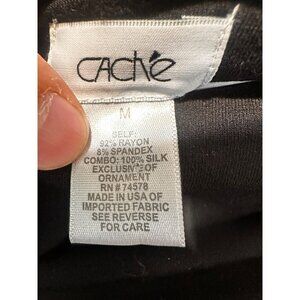 CACHé
M
SELF:
92% RAYON
8% SPANDEX
COMBO: 100% SILK
EXCLUSIVE OF
ORNAMENT
RN # 74578
MADE IN USA OF
IMPORTED FABRIC
SEE REVERSE
FOR CARE